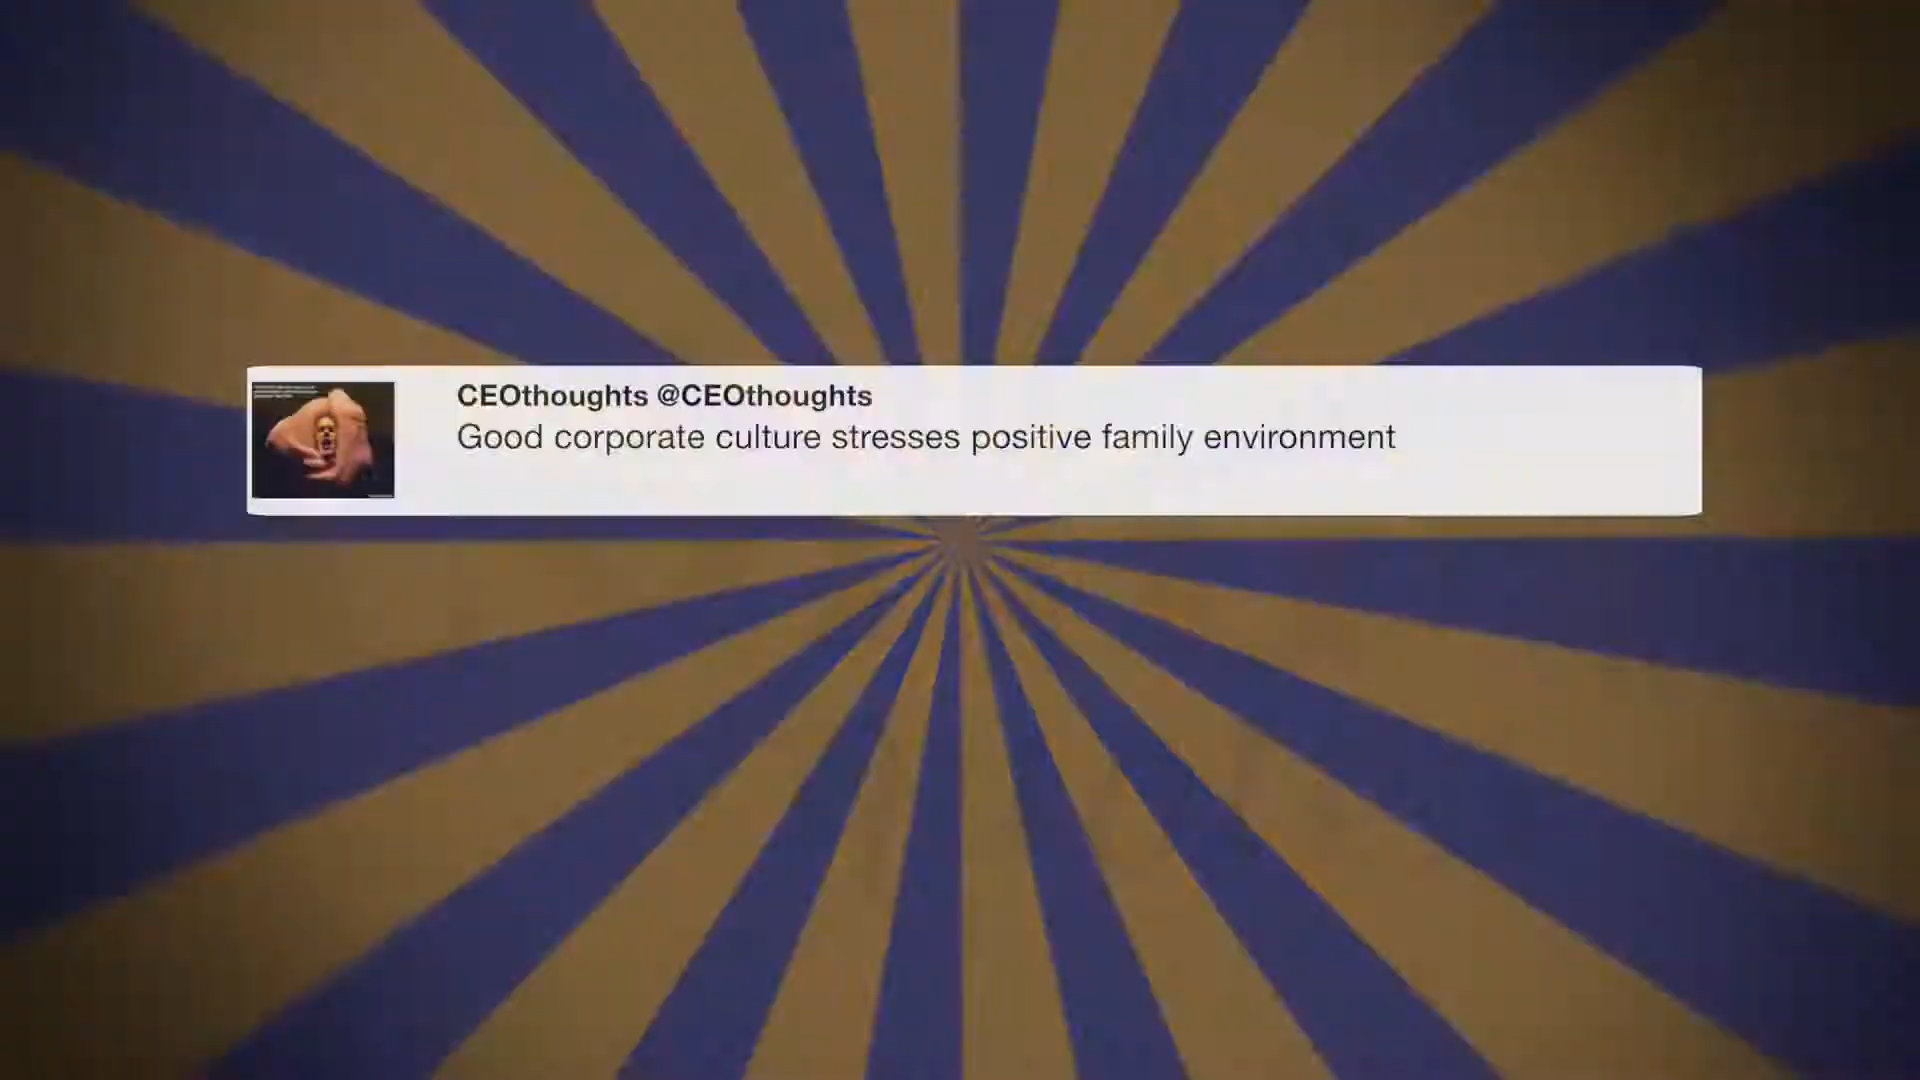 CEOthoughts @CEOthoughts
Good corporate culture stresses positive family environment